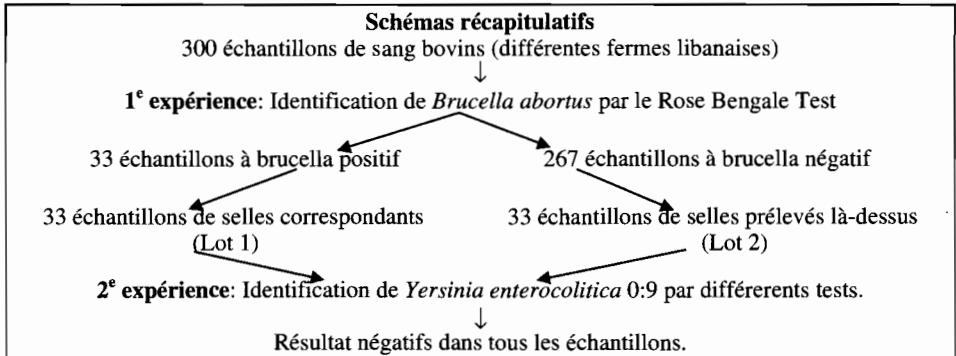 Schémas récapitulatifs
300 échantillons de sang bovins (différentes fermes libanaises)
↓
1e expérience: Identification de Brucella abortus par le Rose Bengale Test
33 échantillons à brucella positif 267 échantillons à brucella négatif
33 échantillons de selles correspondants 33 échantillons de selles prélevés là-dessus
(Lot 1) (Lot 2)
2e expérience: Identification de Yersinia enterocolitica 0:9 par différerents tests.
↓
Résultat négatifs dans tous les échantillons.